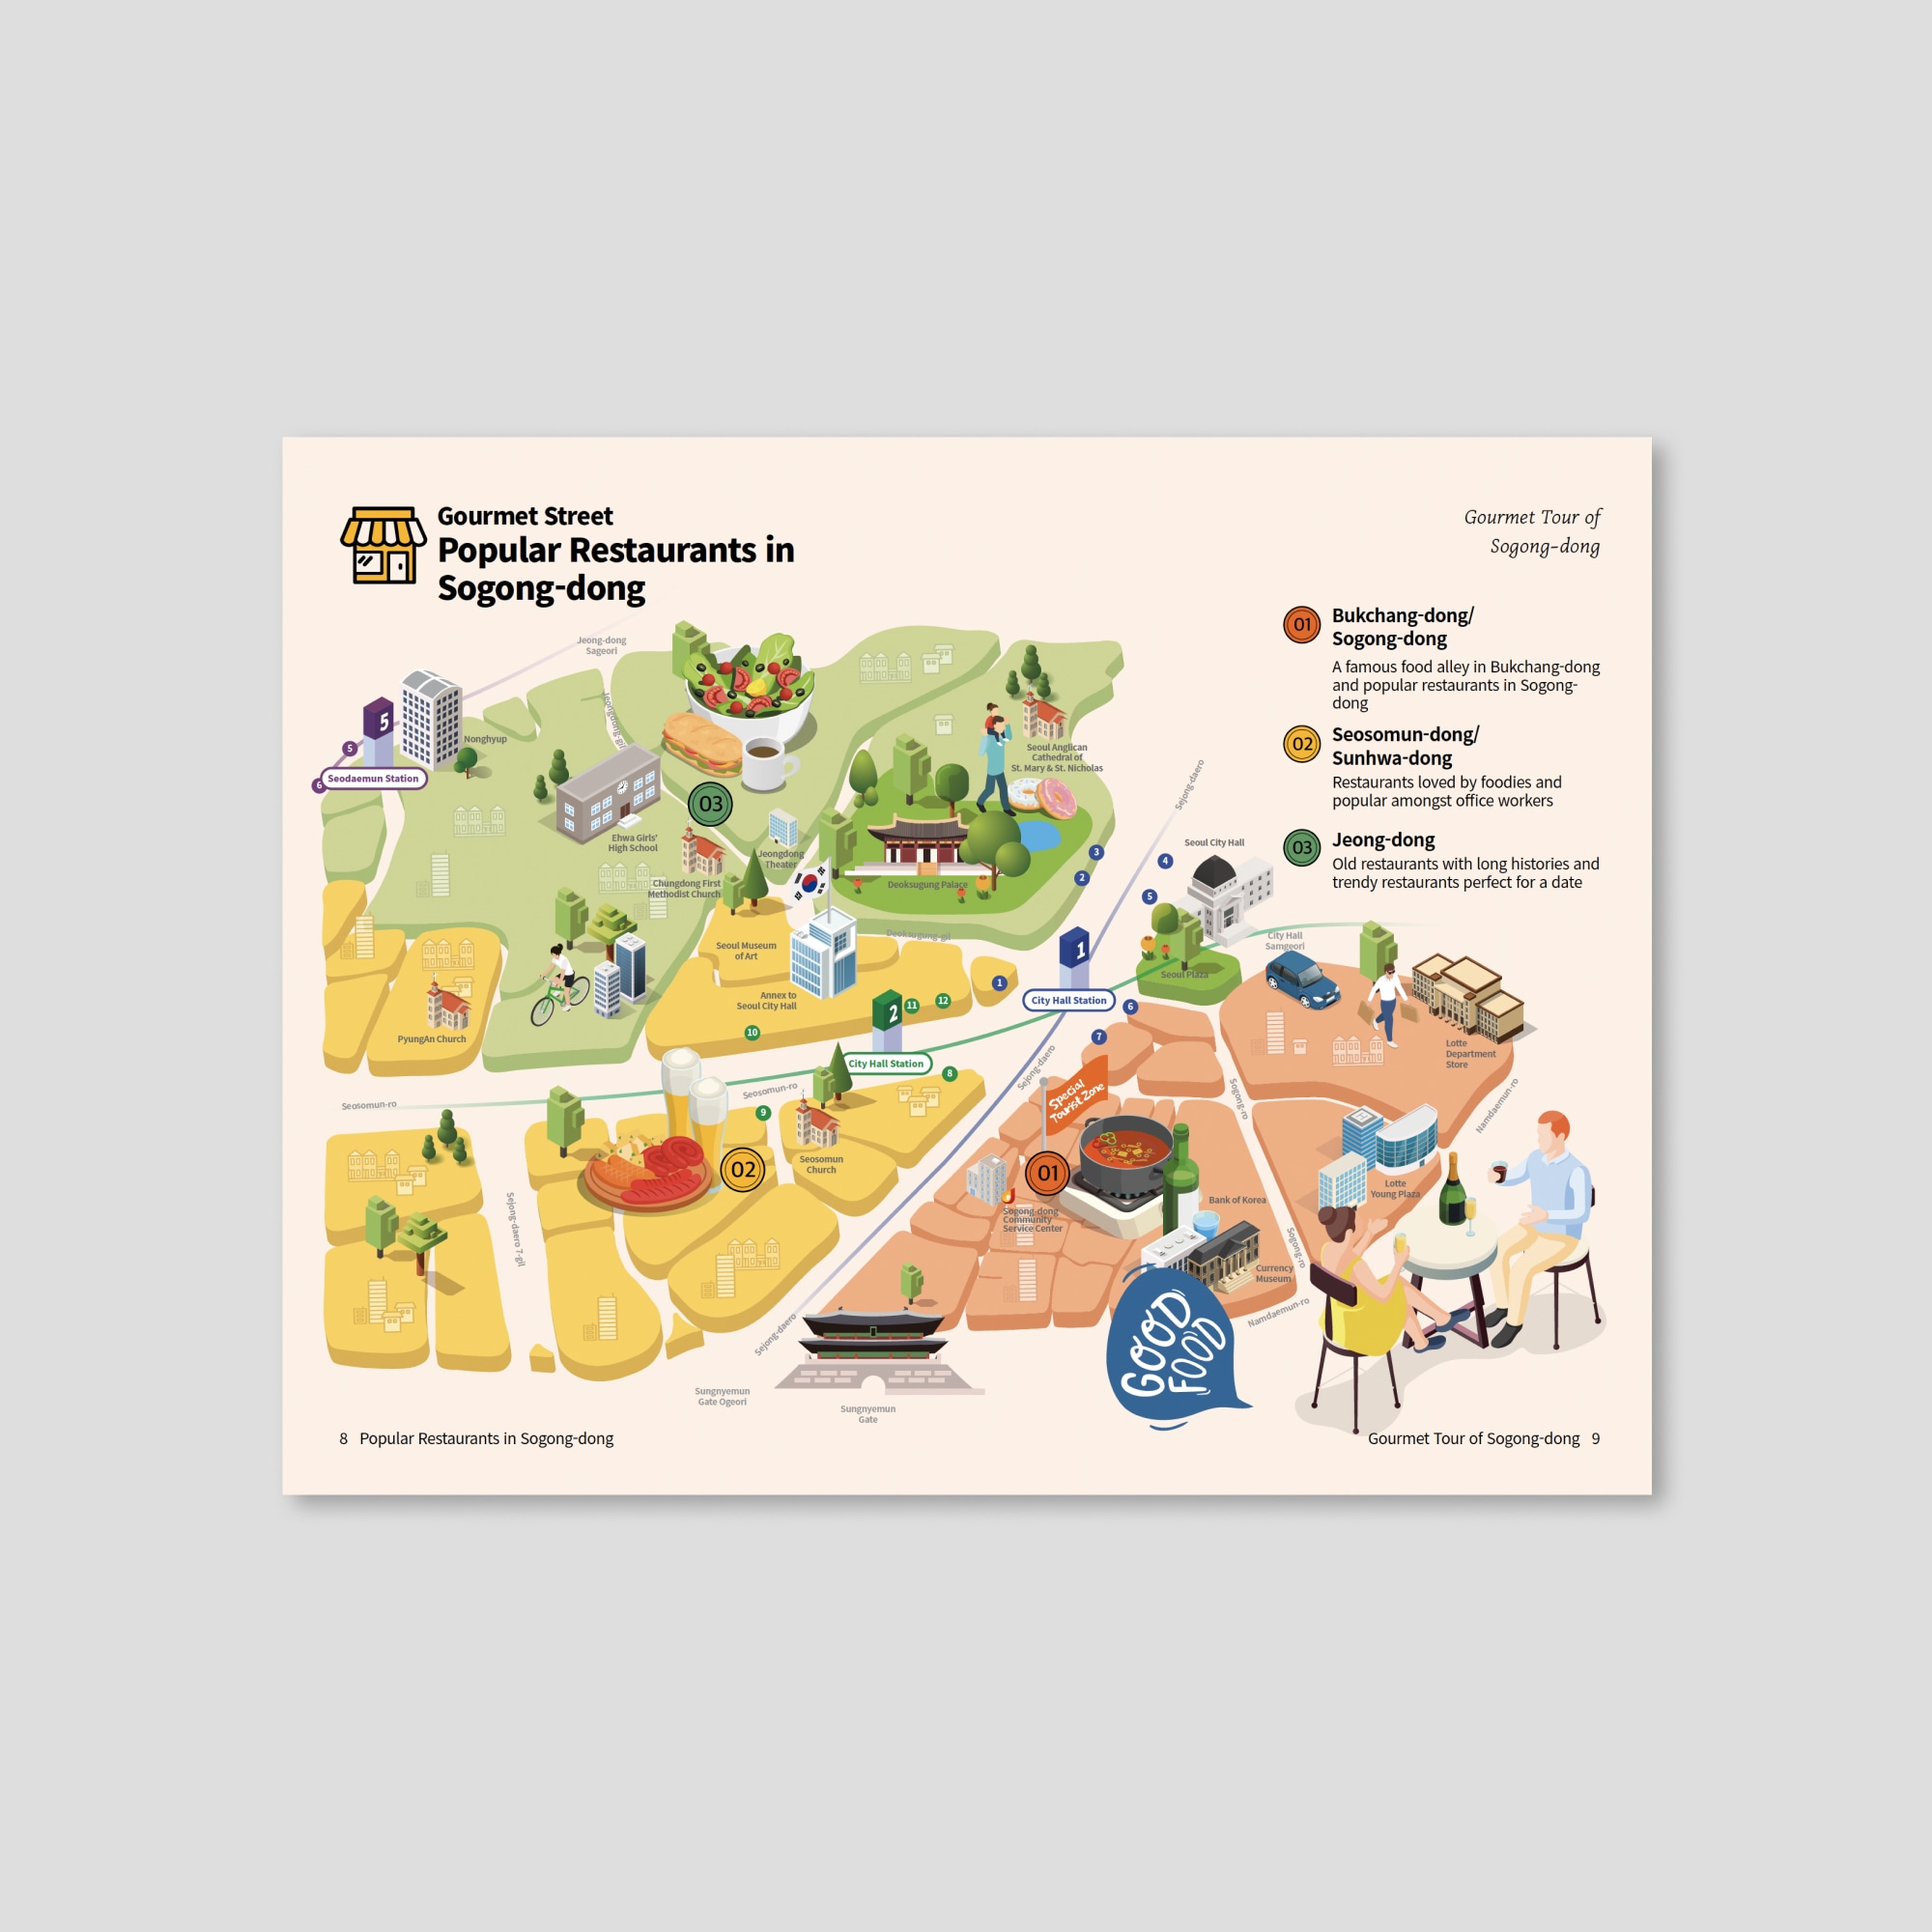 Gourmet Street
Popular Restaurants in
Sogong-dong
Gourmet Tour of
Sogong-dong
01
Bukchang-dong/
Sogong-dong
A famous food alley in Bukchang-dong
and popular restaurants in Sogong-
dong
02
Seosomun-dong/
Sunhwa-dong
Restaurants loved by foodies and
popular amongst office workers
03
Jeong-dong
Old restaurants with long histories and
trendy restaurants perfect for a date
Jeong-dong
Sageori
Jeongdong-gil
5
Nonghyup
5
6
Seodaemun Station
Seoul Anglican
Cathedral of
St. Mary & St. Nicholas
Sejong-daero
03
Ehwa Girls'
High School
Jeongdong
Theater
Chungdong First
Methodist Church
Deoksugung Palace
3
2
4
5
Seoul City Hall
Deoksugung-gil
City Hall
Samgeori
Seoul Museum
of Art
Annex to
Seoul City Hall
Seoul Plaza
1
1
City Hall Station
6
7
2
11
12
10
City Hall Station
8
9
PyungAn Church
Lotte
Department
Store
Seosomun-ro
Seosomun-ro
Sejong-daero
Sogong-ro
Namdaemun-ro
Special
Tourist Zone
02
Seosomun
Church
01
Sogong-dong
Community
Service Center
Bank of Korea
Lotte
Young Plaza
Sejong-daero 7-gil
Sogong-ro
Currency
Museum
Namdaemun-ro
Sejong-daero
GOOD
FOOD
Sungnyemun
Gate Ogeori
Sungnyemun
Gate
8 Popular Restaurants in Sogong-dong
Gourmet Tour of Sogong-dong 9